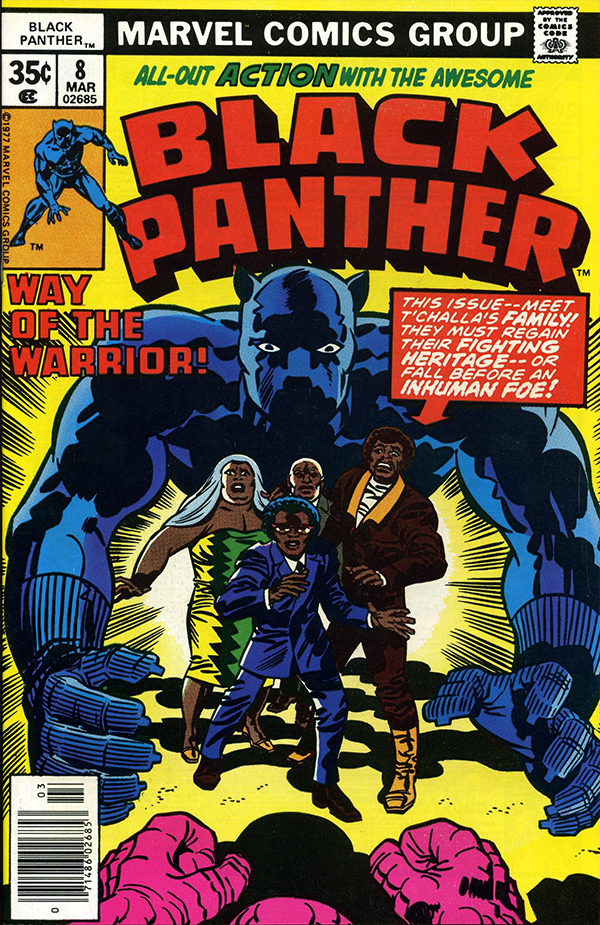 BLACK
PANTHER™
MARVEL COMICS GROUP
APPROVED
BY THE
COMICS
CODE
AUTHORITY
35¢
8
MAR
02685
ALL-OUT ACTION WITH THE AWESOME
BLACK
PANTHER
TM
©1977 MARVEL COMICS GROUP
TM
WAY
OF THE
WARRIOR!
THIS ISSUE--MEET
T'CHALLA'S FAMILY!
THEY MUST REGAIN
THEIR FIGHTING
HERITAGE--OR
FALL BEFORE AN
INHUMAN FOE!
03
0 71486 02685